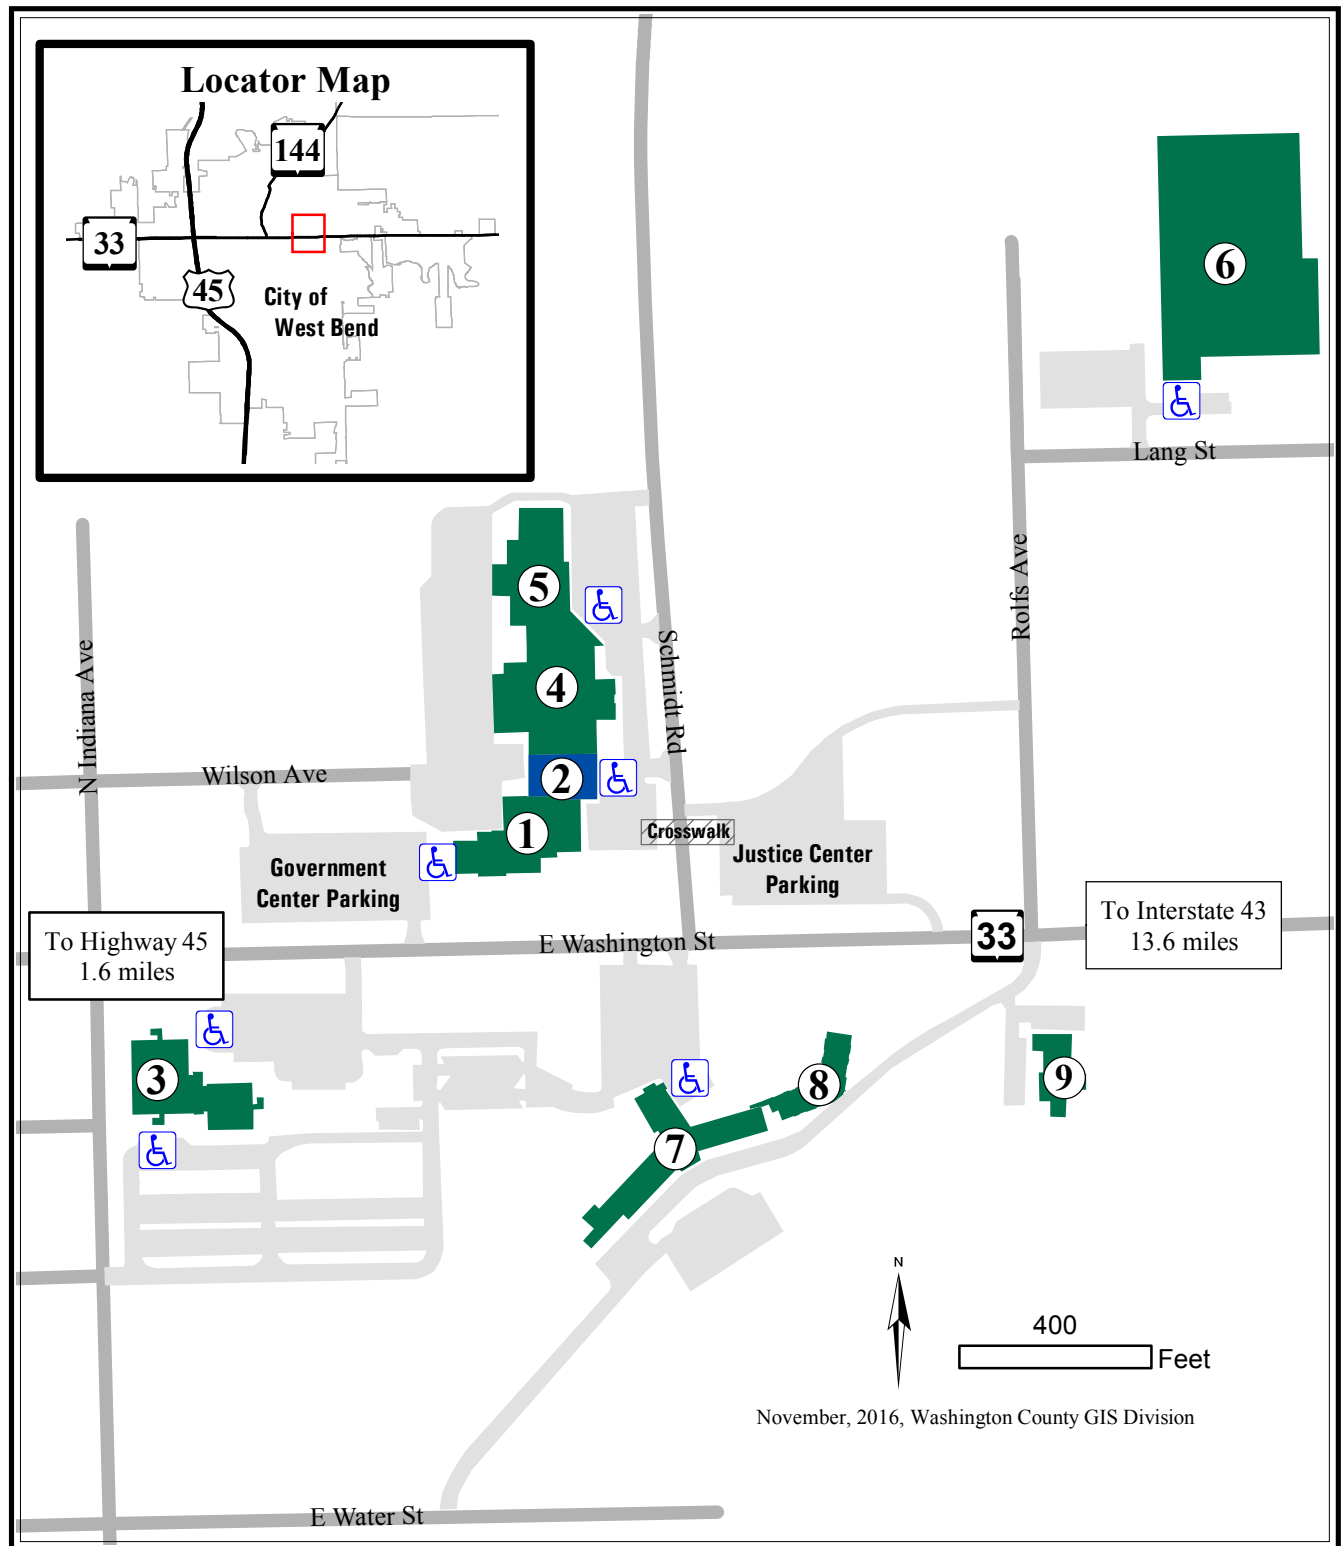 Locator Map
144
33
45
City of
West Bend
6
Lang St
Rolfs Ave
5
Schmidt Rd
N Indiana Ave
4
Wilson Ave
2
1
Crosswalk
Government
Center Parking
Justice Center
Parking
To Highway 45
1.6 miles
E Washington St
33
To Interstate 43
13.6 miles
3
8
9
7
N
400
Feet
November, 2016, Washington County GIS Division
E Water St